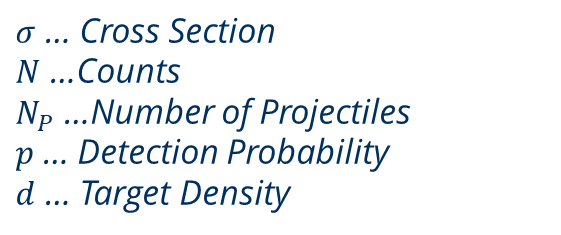 σ ... Cross Section
N ...Counts
N_P ...Number of Projectiles
p ... Detection Probability
d ... Target Density